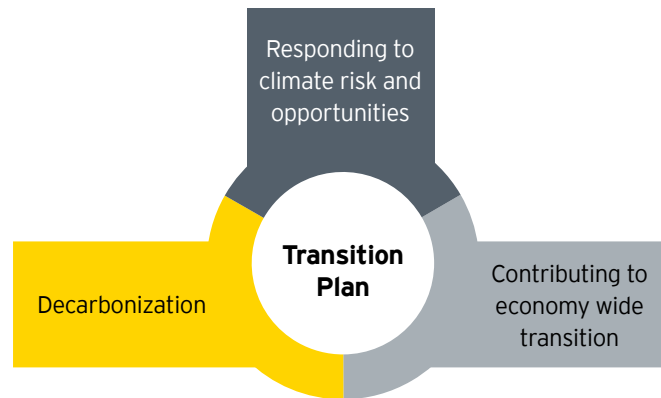 Responding to
climate risk and
opportunities
Transition
Plan
Decarbonization
Contributing to
economy wide
transition